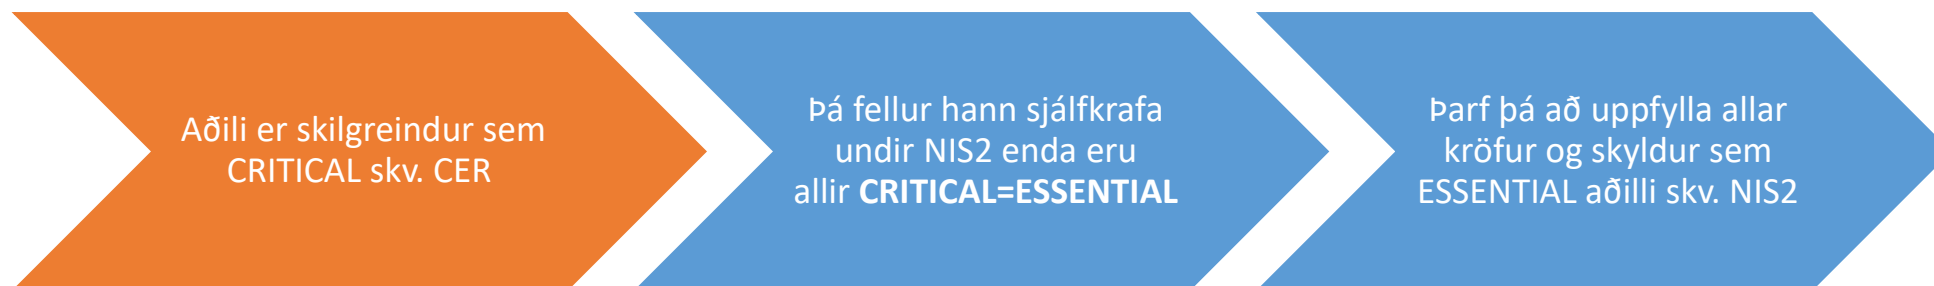 Aðili er skilgreindur sem
CRITICAL skv. CER
Þá fellur hann sjálfkrafa
undir NIS2 enda eru
allir CRITICAL=ESSENTIAL
Þarf þá að uppfylla allar
kröfur og skyldur sem
ESSENTIAL aðilli skv. NIS2